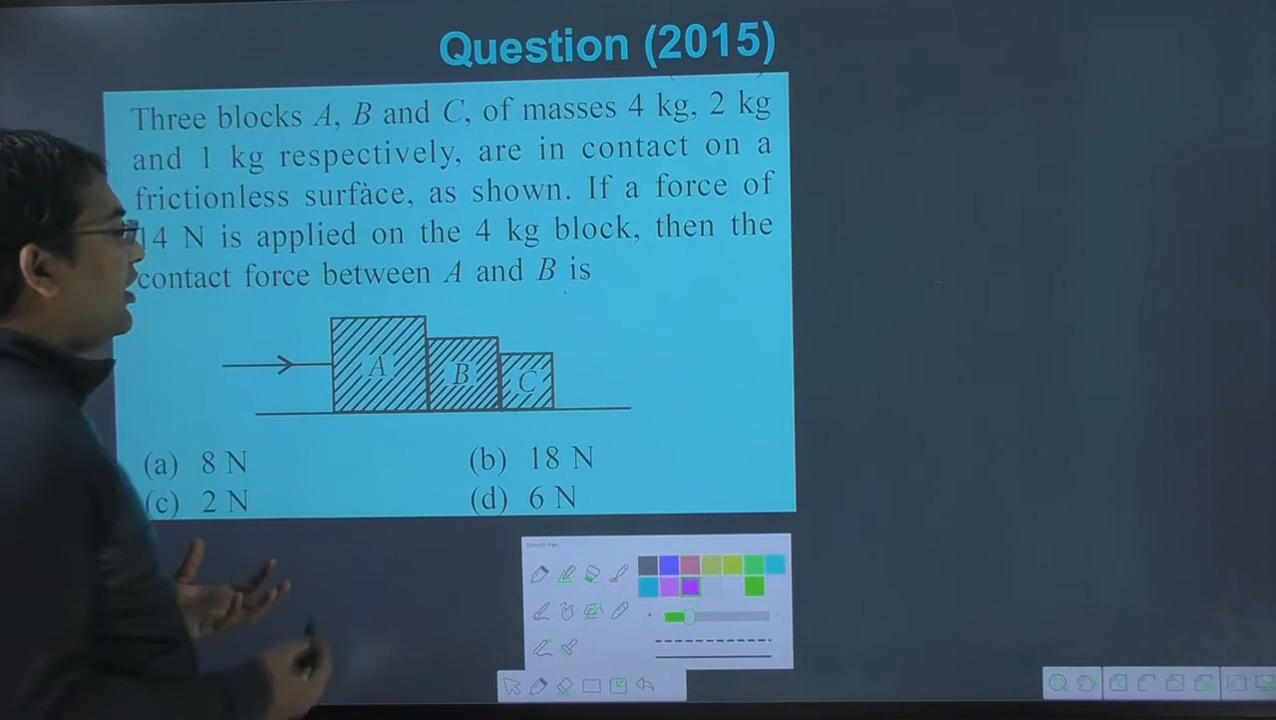 Question (2015)
Three blocks A, B and C, of masses 4 kg, 2 kg
and 1 kg respectively, are in contact on a
frictionless surface, as shown. If a force of
14 N is applied on the 4 kg block, then the
contact force between A and B is
A B C
(a) 8 N (b) 18 N
(c) 2 N (d) 6 N
Smooth Pen